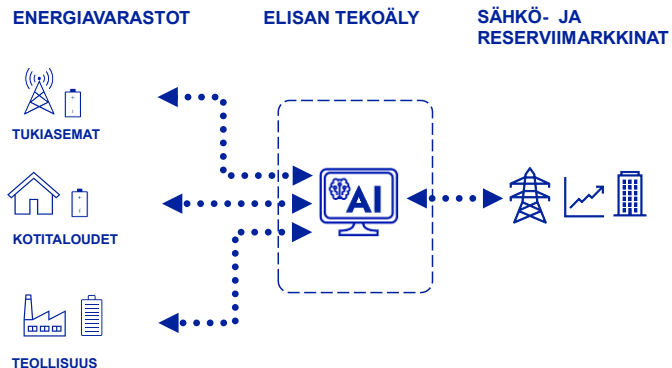 ENERGIAVARASTOT
ELISAN TEKOÄLY
SÄHKÖ- JA
RESERVIIMARKKINAT
TUKIASEMAT
AI
KOTITALOUDET
TEOLLISUUS